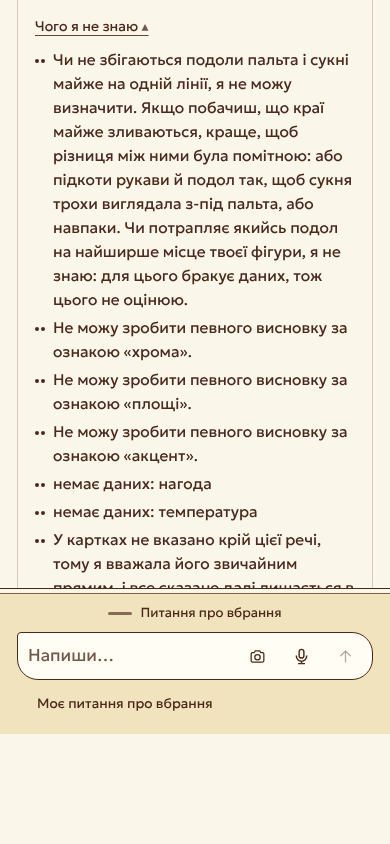 Чого я не знаю ▲
•• Чи не збігаються подоли пальта і сукні
майже на одній лінії, я не можу
визначити. Якщо побачиш, що краї
майже зливаються, краще, щоб
різниця між ними була помітною: або
підкоти рукави й подол так, щоб сукня
трохи виглядала з-під пальта, або
навпаки. Чи потрапляє якийсь подол
на найширше місце твоєї фігури, я не
знаю: для цього бракує даних, тож
цього не оцінюю.
•• Не можу зробити певного висновку за
ознакою «хрома».
•• Не можу зробити певного висновку за
ознакою «площі».
•• Не можу зробити певного висновку за
ознакою «акцент».
•• немає даних: нагода
•• немає даних: температура
•• У картках не вказано крій цієї речі,
тому я вважала його звичайним
прямим, і все сказане далі лишається в
Питання про вбрання
Напиши...
Моє питання про вбрання